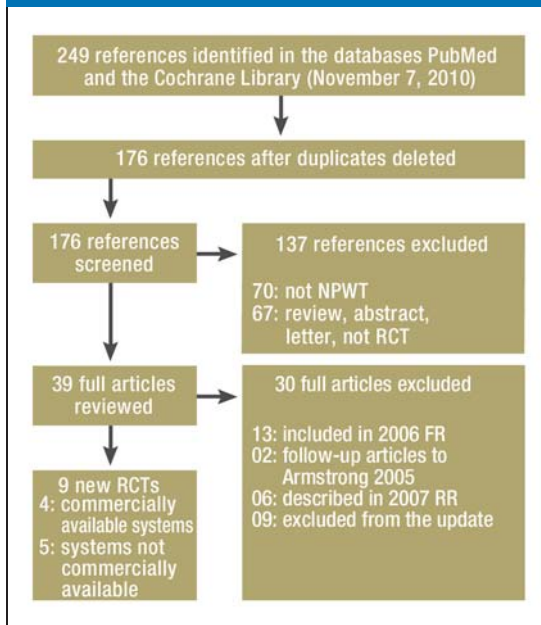 249 references identified in the databases PubMed
and the Cochrane Library (November 7, 2010)
176 references after duplicates deleted
176 references
screened
137 references excluded
70: not NPWT
67: review, abstract,
letter, not RCT
39 full articles
reviewed
30 full articles excluded
13: included in 2006 FR
02: follow-up articles to
Armstrong 2005
06: described in 2007 RR
09: excluded from the update
9 new RCTs
4: commercially
available systems
5: systems not
commercially
available